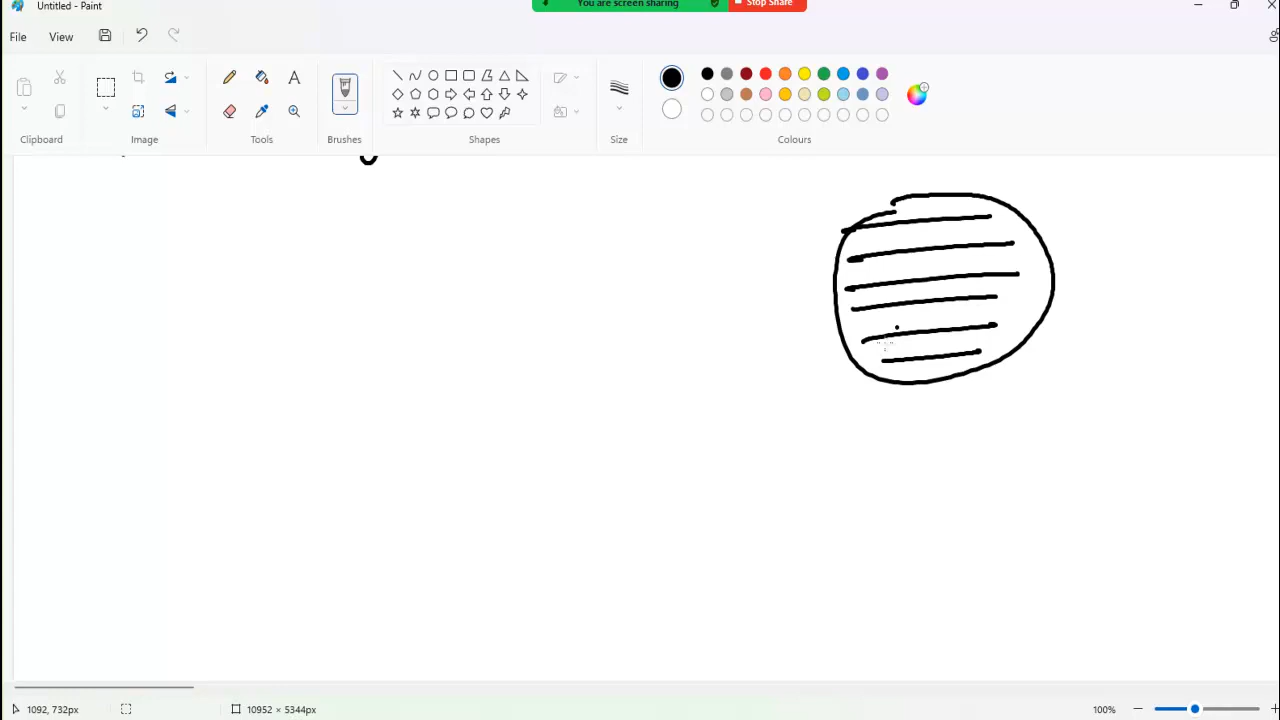 Untitled - Paint
You are screen sharing
Stop Share
File
View
Clipboard
Image
Tools
Brushes
Shapes
Size
Colours
1092, 732px
10952 × 5344px
100%